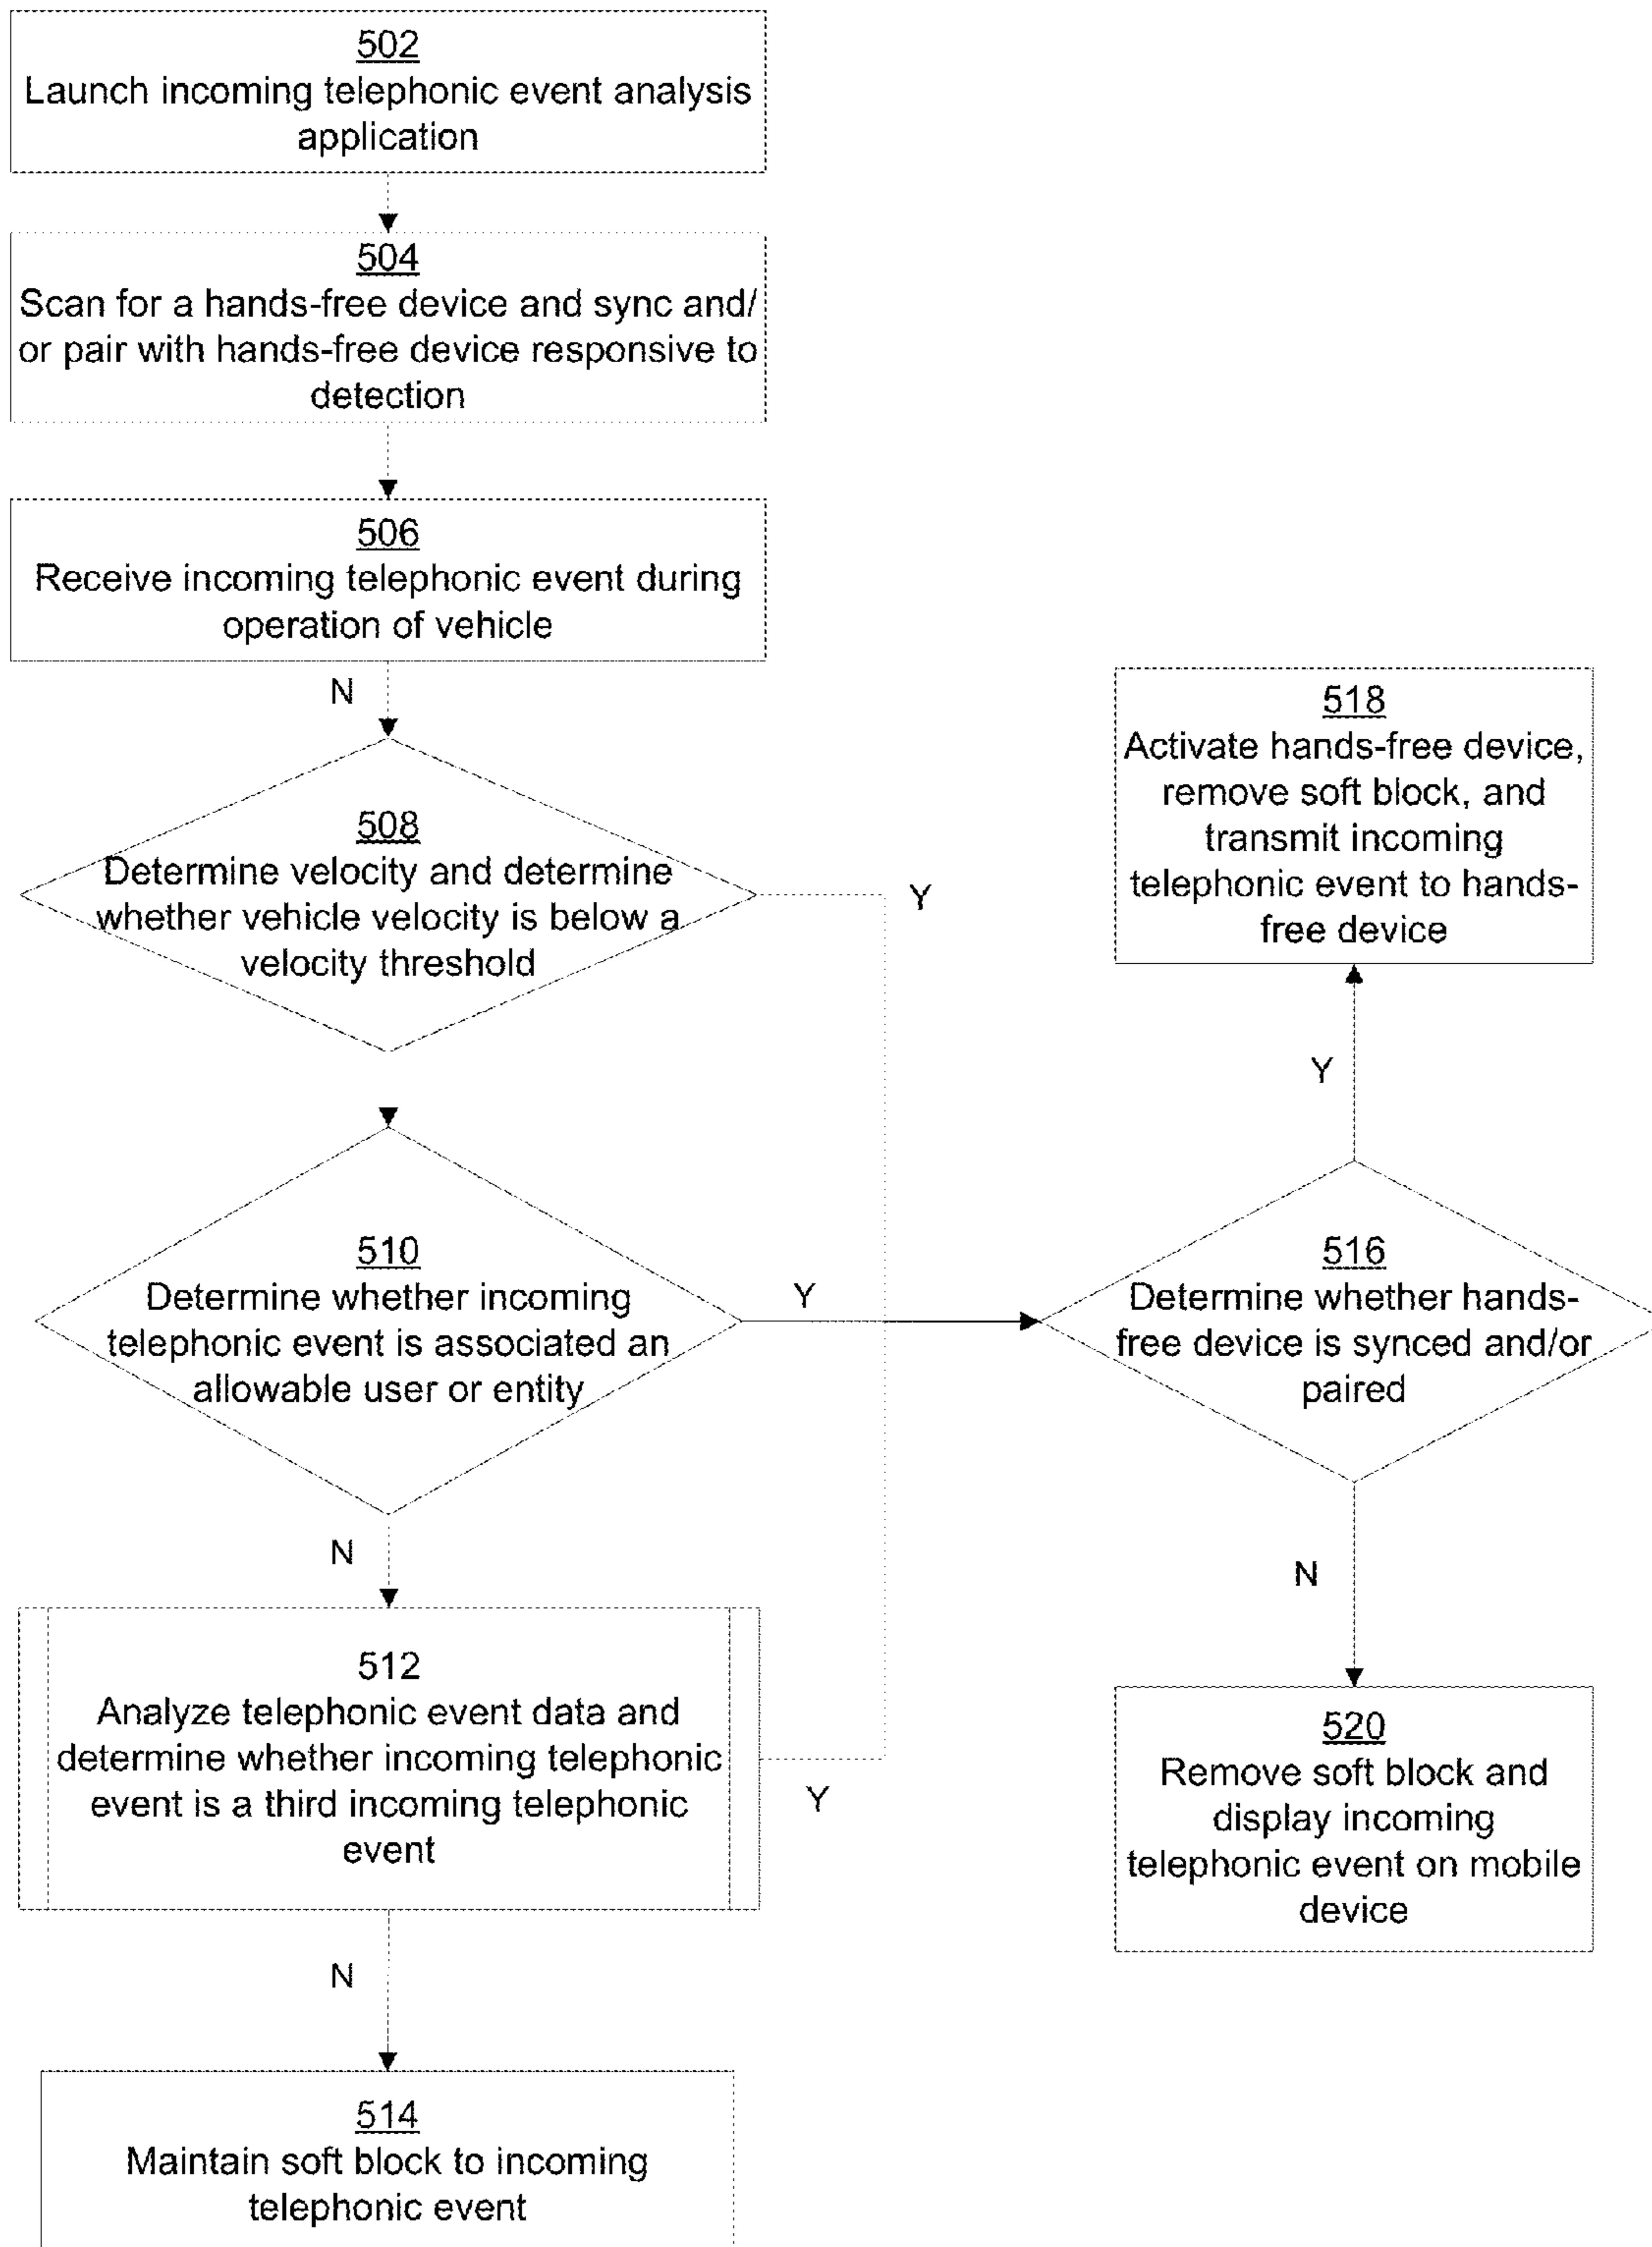 502
Launch incoming telephonic event analysis
application
504
Scan for a hands-free device and sync and/
or pair with hands-free device responsive to
detection
506
Receive incoming telephonic event during
operation of vehicle
N
508
Determine velocity and determine
whether vehicle velocity is below a
velocity threshold
Y
510
Determine whether incoming
telephonic event is associated an
allowable user or entity
Y
N
512
Analyze telephonic event data and
determine whether incoming telephonic
event is a third incoming telephonic
event
Y
N
514
Maintain soft block to incoming
telephonic event
518
Activate hands-free device,
remove soft block, and
transmit incoming
telephonic event to hands-
free device
Y
516
Determine whether hands-
free device is synced and/or
paired
N
520
Remove soft block and
display incoming
telephonic event on mobile
device